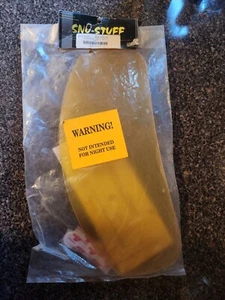 SNO-STUFF
WARNING!
NOT INTENDED
FOR NIGHT USE